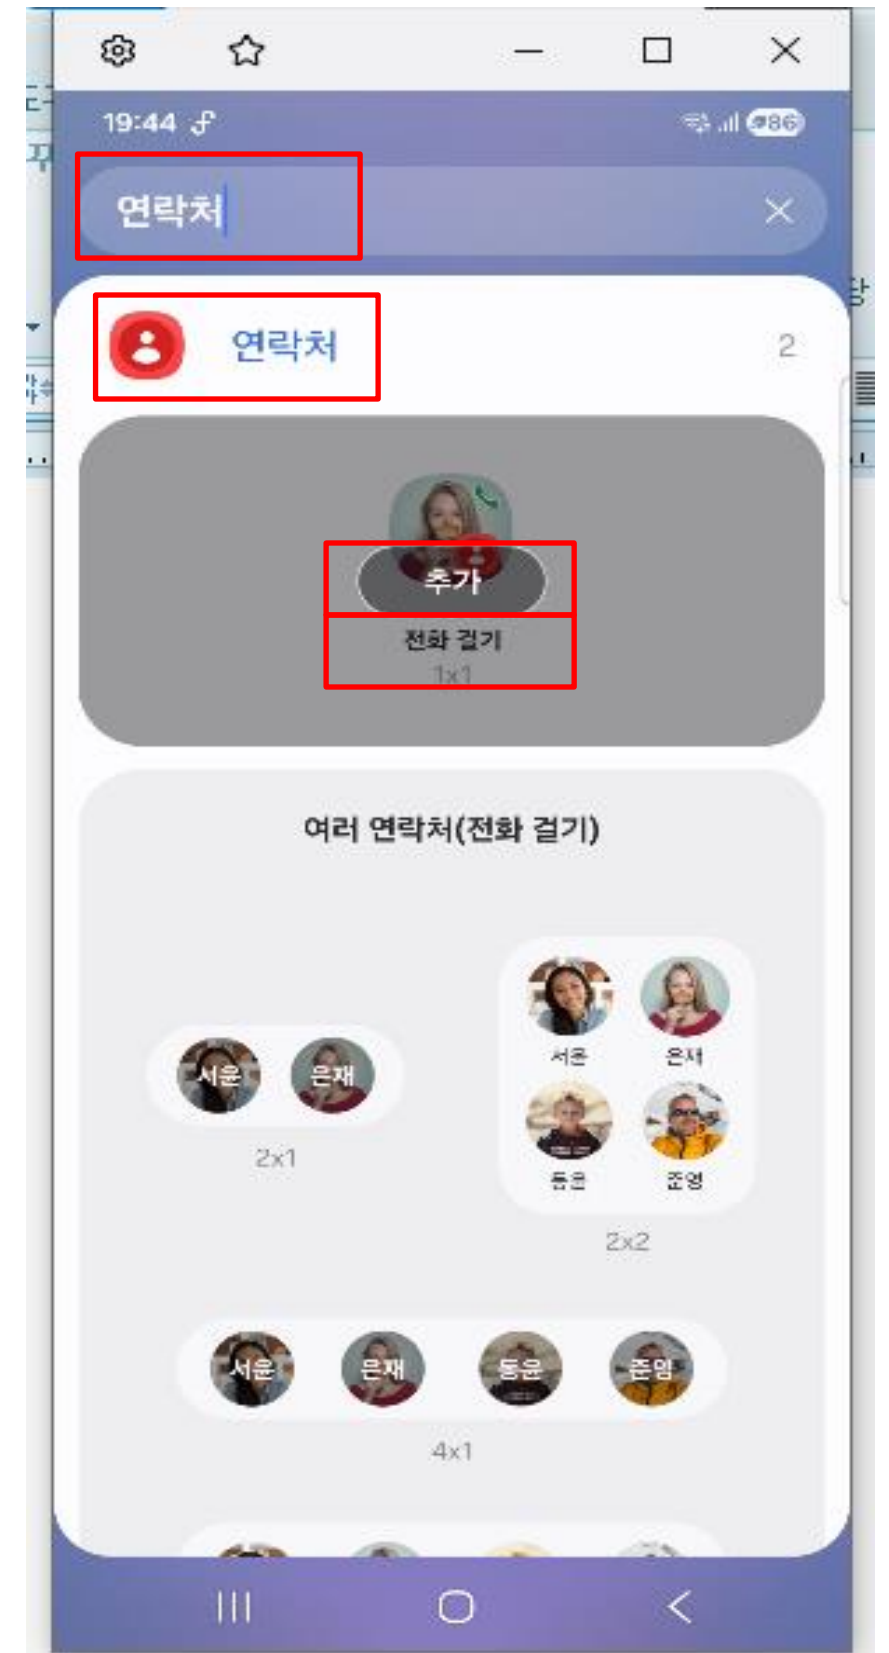 19:44
86
연락처
연락처
2
추가
전화 걸기
1x1
여러 연락처(전화 걸기)
서윤 은재
2x1
서윤 은재
동윤 준영
2x2
서윤 은재 동윤 준영
4x1